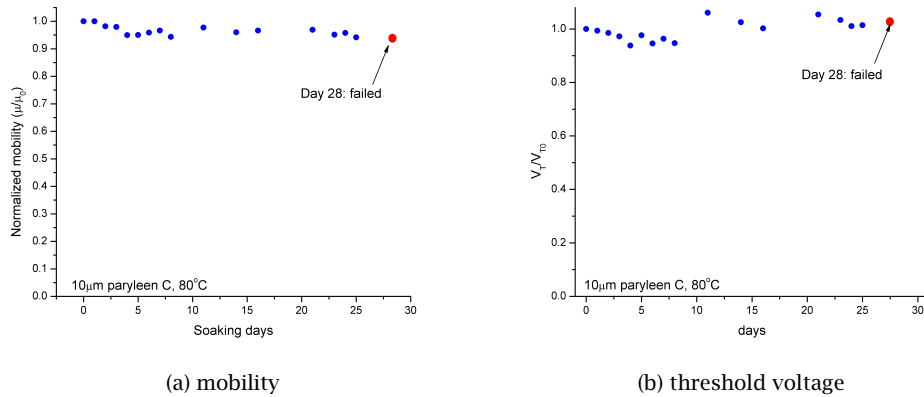 1.0
0.9
0.8
0.7
0.6
0.5
0.4
0.3
0.2
0.1
0.0
Normalized mobility (μ/μ0)
Day 28: failed
10μm paryleen C, 80°C
0 5 10 15 20 25 30
Soaking days
(a) mobility
1.0
0.8
0.6
0.4
0.2
0.0
VT/VT0
Day 28: failed
10μm paryleen C, 80°C
0 5 10 15 20 25 30
days
(b) threshold voltage